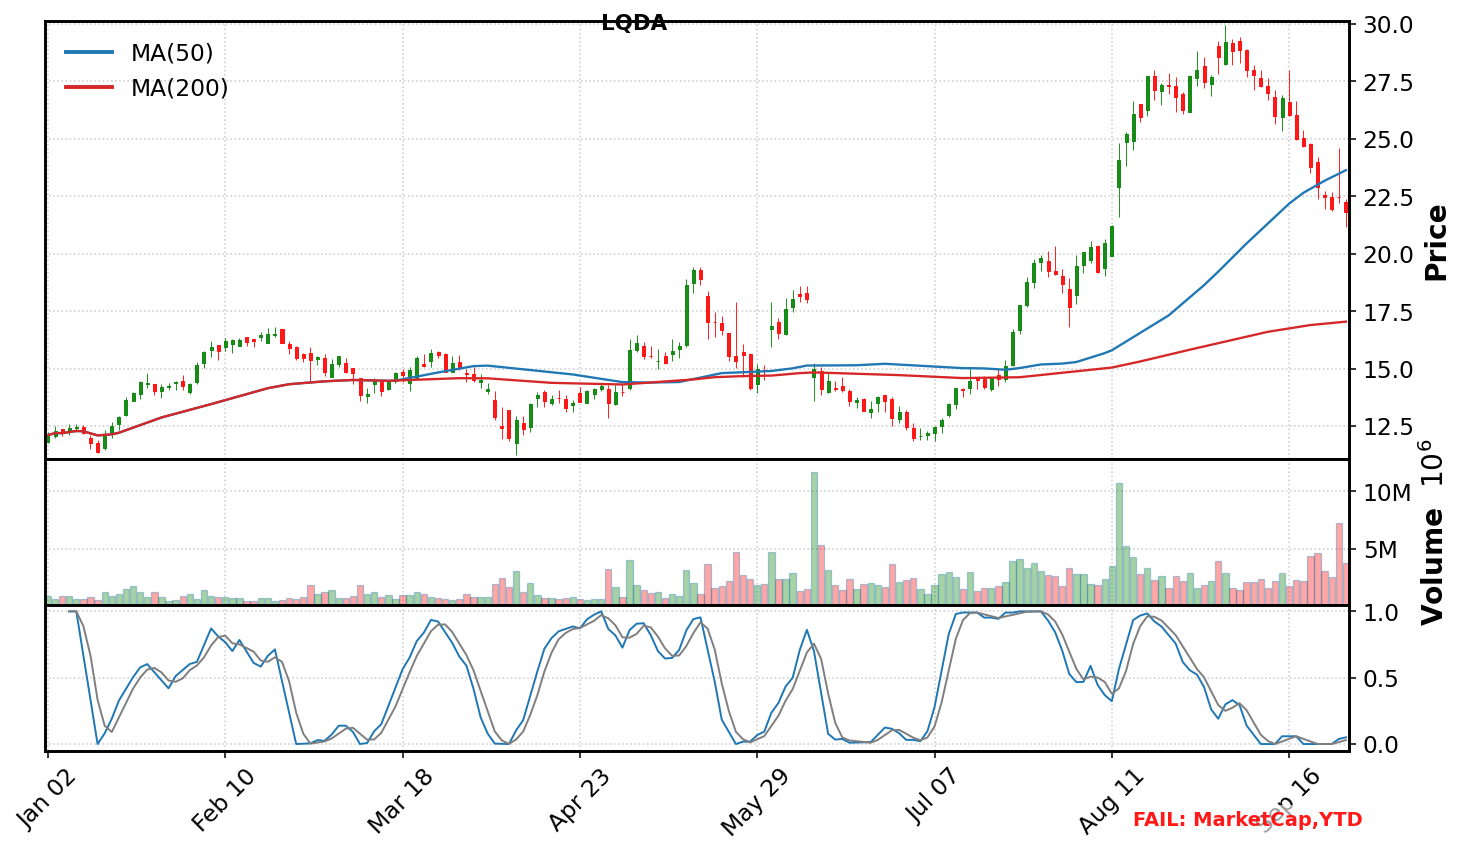 LQDA
MA(50)
MA(200)
30.0
27.5
25.0
22.5
20.0
17.5
15.0
12.5
Price
10M
5M
Volume 10^6
1.0
0.5
0.0
Jan 02
Feb 10
Mar 18
Apr 23
May 29
Jul 07
Aug 11
Sep 16
FAIL: MarketCap,YTD